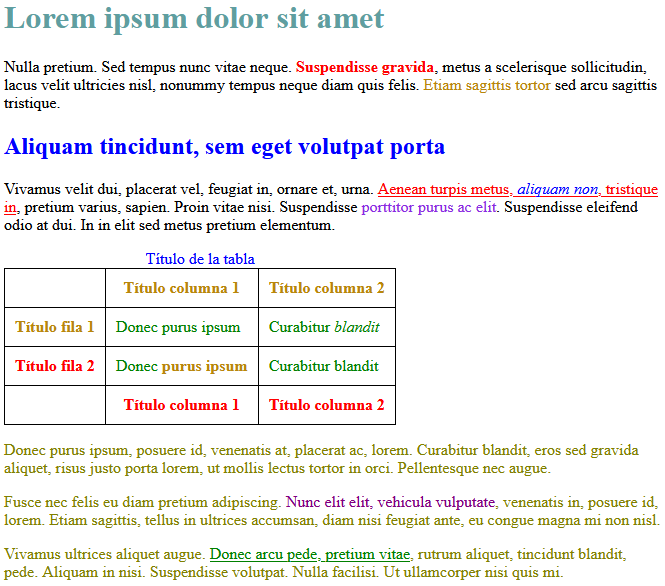 Lorem ipsum dolor sit amet
Nulla pretium. Sed tempus nunc vitae neque. Suspendisse gravida, metus a scelerisque sollicitudin,
lacus velit ultricies nisl, nonummy tempus neque diam quis felis. Etiam sagittis tortor sed arcu sagittis
tristique.
Aliquam tincidunt, sem eget volutpat porta
Vivamus velit dui, placerat vel, feugiat in, ornare et, urna. Aenean turpis metus, aliquam non, tristique
in, pretium varius, sapien. Proin vitae nisi. Suspendisse porttitor purus ac elit. Suspendisse eleifend
odio at dui. In in elit sed metus pretium elementum.
Título de la tabla
Título columna 1 Título columna 2
Título fila 1 Donec purus ipsum Curabitur blandit
Título fila 2 Donec purus ipsum Curabitur blandit
Título columna 1 Título columna 2
Donec purus ipsum, posuere id, venenatis at, placerat ac, lorem. Curabitur blandit, eros sed gravida
aliquet, risus justo porta lorem, ut mollis lectus tortor in orci. Pellentesque nec augue.
Fusce nec felis eu diam pretium adipiscing. Nunc elit elit, vehicula vulputate, venenatis in, posuere id,
lorem. Etiam sagittis, tellus in ultrices accumsan, diam nisi feugiat ante, eu congue magna mi non nisl.
Vivamus ultrices aliquet augue. Donec arcu pede, pretium vitae, rutrum aliquet, tincidunt blandit,
pede. Aliquam in nisi. Suspendisse volutpat. Nulla facilisi. Ut ullamcorper nisi quis mi.